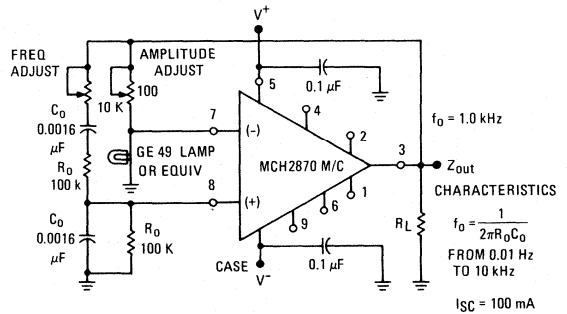 V+
FREQ
ADJUST
AMPLITUDE
ADJUST
5
0.1 μF
100
10 K
4
C₀
0.0016
μF
7
(-)
2
f₀ = 1.0 kHz
GE 49 LAMP
OR EQUIV
MCH2870 M/C
3
Zout
R₀
100 k
8
(+)
1
CHARACTERISTICS
6
9
C₀
0.0016
μF
R₀
100 K
RL
f₀ = 1/2πR₀C₀
FROM 0.01 Hz
TO 10 kHz
CASE
V-
0.1 μF
ISC = 100 mA